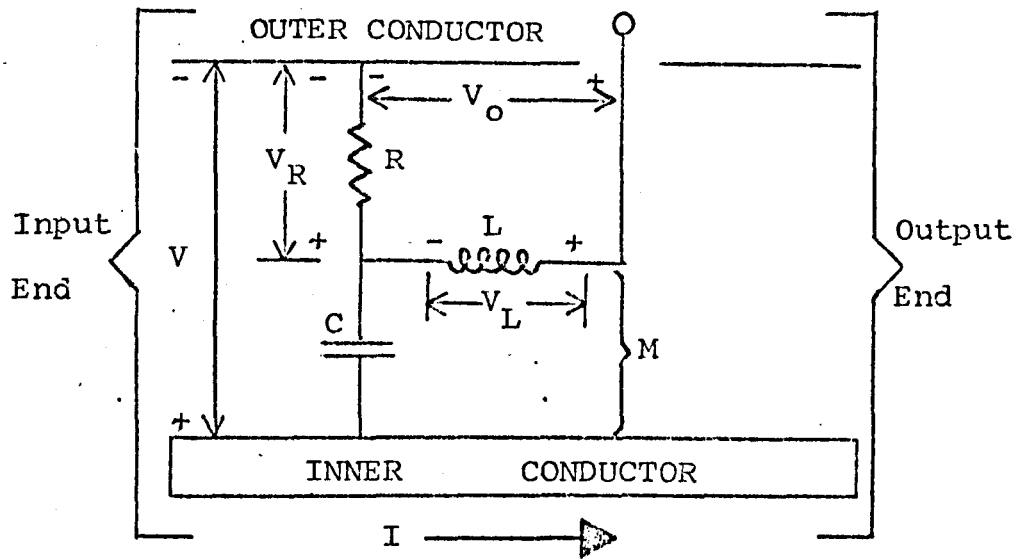 OUTER CONDUCTOR
- - - +
V_O
V_R
R
Input
End
V
+
L
- +
V_L
Output
End
C
M
+
INNER CONDUCTOR
I